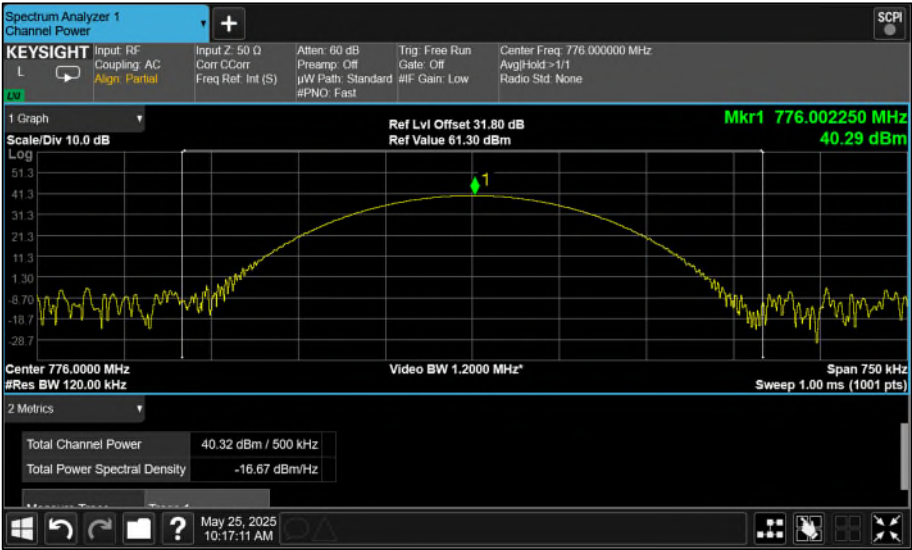 Spectrum Analyzer 1
Channel Power
+
SCPI
KEYSIGHT
L
LXI
Input: RF
Coupling: AC
Align: Partial
Input Z: 50 Ω
Corr CCorr
Freq Ref: Int (S)
Atten: 60 dB
Preamp: Off
µW Path: Standard
#PNO: Fast
Trig: Free Run
Gate: Off
#IF Gain: Low
Center Freq: 776.000000 MHz
Avg|Hold:>1/1
Radio Std: None
1 Graph
Scale/Div 10.0 dB
Ref Lvl Offset 31.80 dB
Ref Value 61.30 dBm
Mkr1 776.002250 MHz
40.29 dBm
Log
51.3
41.3
31.3
21.3
11.3
1.30
-8.70
-18.7
-28.7
1
Center 776.0000 MHz
#Res BW 120.00 kHz
Video BW 1.2000 MHz*
Span 750 kHz
Sweep 1.00 ms (1001 pts)
2 Metrics
Total Channel Power 40.32 dBm / 500 kHz
Total Power Spectral Density -16.67 dBm/Hz
?
May 25, 2025
10:17:11 AM